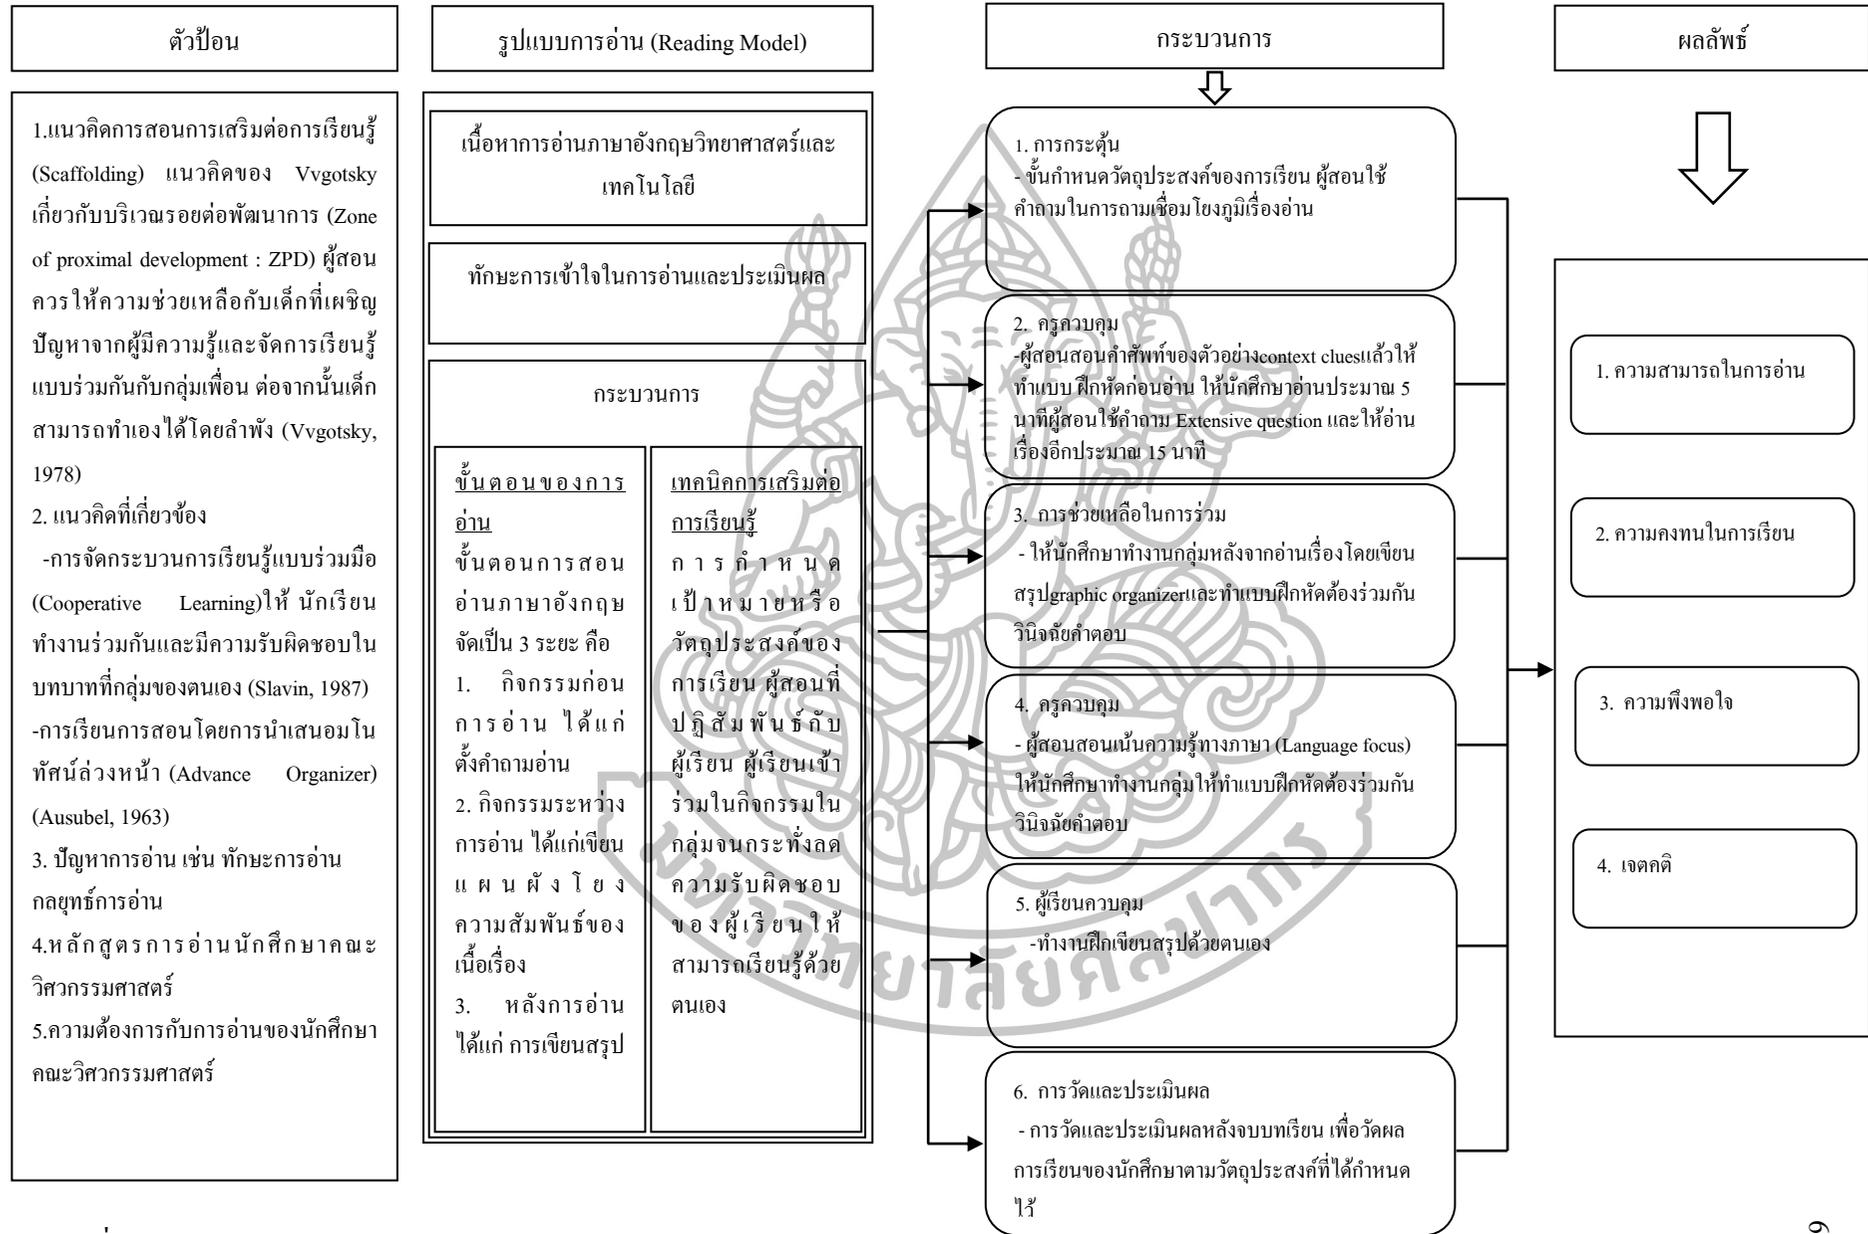 ตัวป้อน
1.แนวคิดการสอนการเสริมต่อการเรียนรู้
(Scaffolding) แนวคิดของ Vvgotsky
เกี่ยวกับบริเวณรอยต่อพัฒนาการ (Zone
of proximal development : ZPD) ผู้สอน
ควรให้ความช่วยเหลือกับเด็กที่เผชิญ
ปัญหาจากผู้มีความรู้และจัดการเรียนรู้
แบบร่วมกันกับกลุ่มเพื่อน ต่อจากนั้นเด็ก
สามารถทำเองได้โดยลำพัง (Vvgotsky,
1978)
2. แนวคิดที่เกี่ยวข้อง
-การจัดกระบวนการเรียนรู้แบบร่วมมือ
(Cooperative Learning)ให้ นักเรียน
ทำงานร่วมกันและมีความรับผิดชอบใน
บทบาทที่กลุ่มของตนเอง (Slavin, 1987)
-การเรียนการสอนโดยการนำเสนอมโน
ทัศน์ล่วงหน้า (Advance Organizer)
(Ausubel, 1963)
3. ปัญหาการอ่าน เช่น ทักษะการอ่าน
กลยุทธ์การอ่าน
4.หลักสูตรการอ่านนักศึกษาคณะ
วิศวกรรมศาสตร์
5.ความต้องการกับการอ่านของนักศึกษา
คณะวิศวกรรมศาสตร์
รูปแบบการอ่าน (Reading Model)
เนื้อหาการอ่านภาษาอังกฤษวิทยาศาสตร์และ
เทคโนโลยี
ทักษะการเข้าใจในการอ่านและประเมินผล
กระบวนการ
ขั้นตอนของการ
อ่าน
ขั้นตอนการสอน
อ่านภาษาอังกฤษ
จัดเป็น 3 ระยะ คือ
1. กิจกรรมก่อน
การอ่าน ได้แก่
ตั้งคำถามอ่าน
2. กิจกรรมระหว่าง
การอ่าน ได้แก่เขียน
แผนผังโยง
ความสัมพันธ์ของ
เนื้อเรื่อง
3. หลังการอ่าน
ได้แก่ การเขียนสรุป
เทคนิคการเสริมต่อ
การเรียนรู้
การกำหนด
เป้าหมายหรือ
วัตถุประสงค์ของ
การเรียน ผู้สอนที่
ปฏิสัมพันธ์กับ
ผู้เรียน ผู้เรียนเข้า
ร่วมในกิจกรรมใน
กลุ่มจนกระทั่งลด
ความรับผิดชอบ
ของผู้เรียนให้
สามารถเรียนรู้ด้วย
ตนเอง
กระบวนการ
1. การกระตุ้น
- ขั้นกำหนดวัตถุประสงค์ของการเรียน ผู้สอนใช้
คำถามในการถามเชื่อมโยงภูมิเรื่องอ่าน
2. ครูควบคุม
-ผู้สอนสอนคำศัพท์ของตัวอย่างcontext cluesแล้วให้
ทำแบบ ฝึกหัดก่อนอ่าน ให้นักศึกษาอ่านประมาณ 5
นาทีผู้สอนใช้คำถาม Extensive question และให้อ่าน
เรื่องอีกประมาณ 15 นาที
3. การช่วยเหลือในการร่วม
- ให้นักศึกษาทำงานกลุ่มหลังจากอ่านเรื่องโดยเขียน
สรุปgraphic organizerและทำแบบฝึกหัดต้องร่วมกัน
วินิจฉัยคำตอบ
4. ครูควบคุม
- ผู้สอนสอนเน้นความรู้ทางภาษา (Language focus)
ให้นักศึกษาทำงานกลุ่มให้ทำแบบฝึกหัดต้องร่วมกัน
วินิจฉัยคำตอบ
5. ผู้เรียนควบคุม
-ทำงานฝึกเขียนสรุปด้วยตนเอง
6. การวัดและประเมินผล
- การวัดและประเมินผลหลังจบบทเรียน เพื่อวัดผล
การเรียนของนักศึกษาตามวัตถุประสงค์ที่ได้กำหนด
ไว้
ผลลัพธ์
1. ความสามารถในการอ่าน
2. ความคงทนในการเรียน
3. ความพึงพอใจ
4. เจตคติ
มหาวิทยาลัยศิลปากร